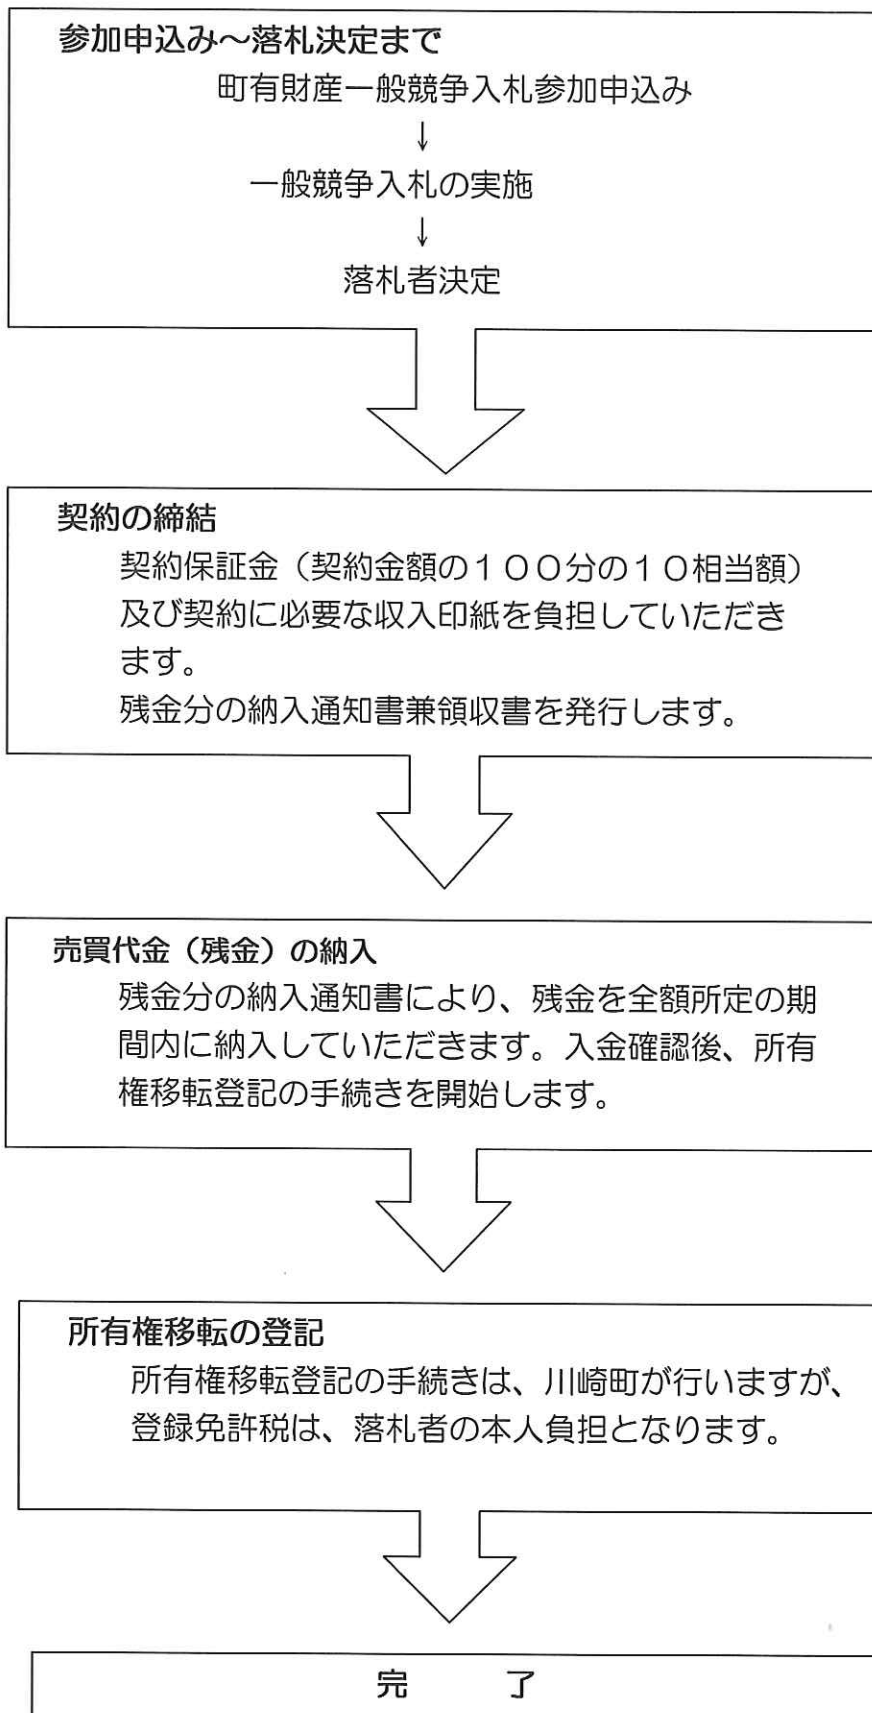 参加申込み～落札決定まで
町有財産一般競争入札参加申込み
↓
一般競争入札の実施
↓
落札者決定
契約の締結
契約保証金（契約金額の１００分の１０相当額）
及び契約に必要な収入印紙を負担していただき
ます。
残金分の納入通知書兼領収書を発行します。
売買代金（残金）の納入
残金分の納入通知書により、残金を全額所定の期
間内に納入していただきます。入金確認後、所有
権移転登記の手続きを開始します。
所有権移転の登記
所有権移転登記の手続きは、川崎町が行いますが、
登録免許税は、落札者の本人負担となります。
完　　　了